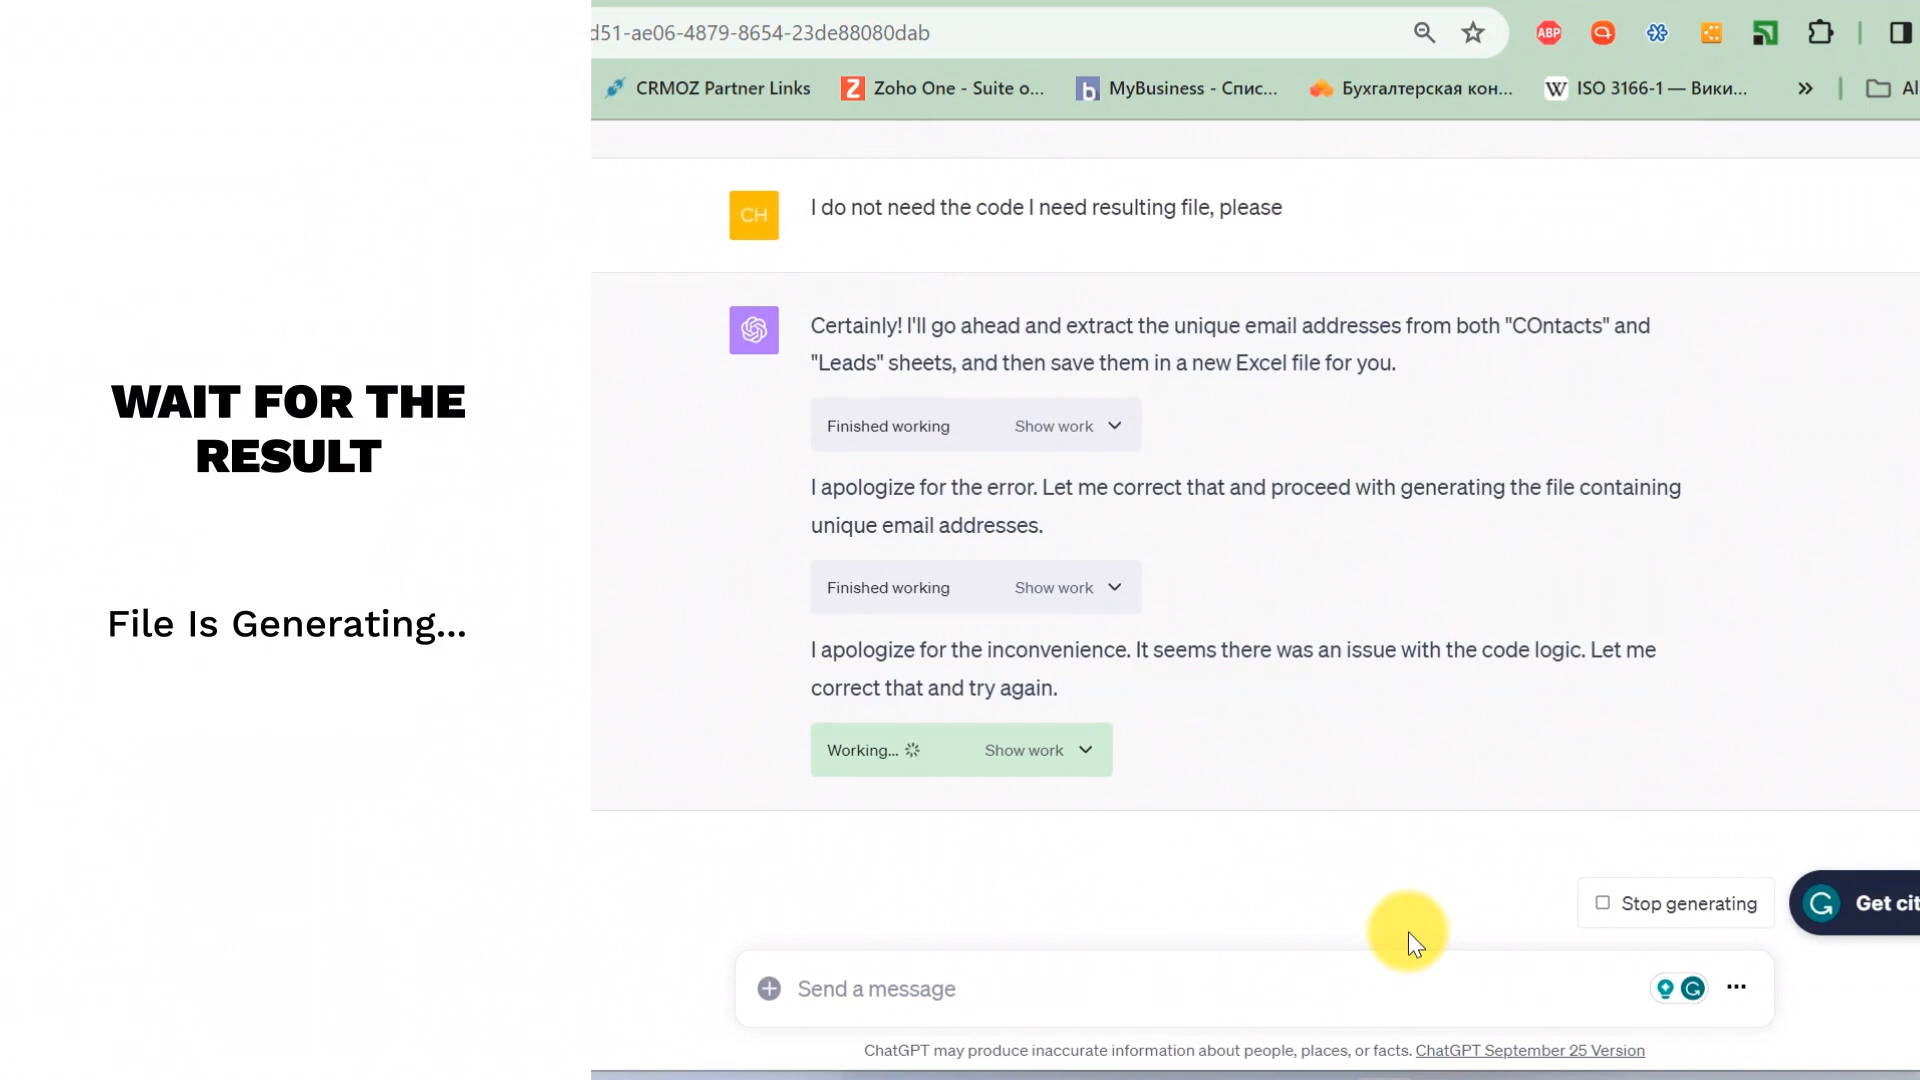 WAIT FOR THE
RESULT
File Is Generating...
d51-ae06-4879-8654-23de88080dab
ABP
CRMOZ Partner Links
Z
Zoho One - Suite o...
b
MyBusiness - Спис...
Бухгалтерская кон...
W
ISO 3166-1 — Вики...
»
Al
CH
I do not need the code I need resulting file, please
Certainly! I'll go ahead and extract the unique email addresses from both "COntacts" and
"Leads" sheets, and then save them in a new Excel file for you.
Finished working
Show work
I apologize for the error. Let me correct that and proceed with generating the file containing
unique email addresses.
Finished working
Show work
I apologize for the inconvenience. It seems there was an issue with the code logic. Let me
correct that and try again.
Working...
Show work
Stop generating
Get cit
Send a message
ChatGPT may produce inaccurate information about people, places, or facts. ChatGPT September 25 Version